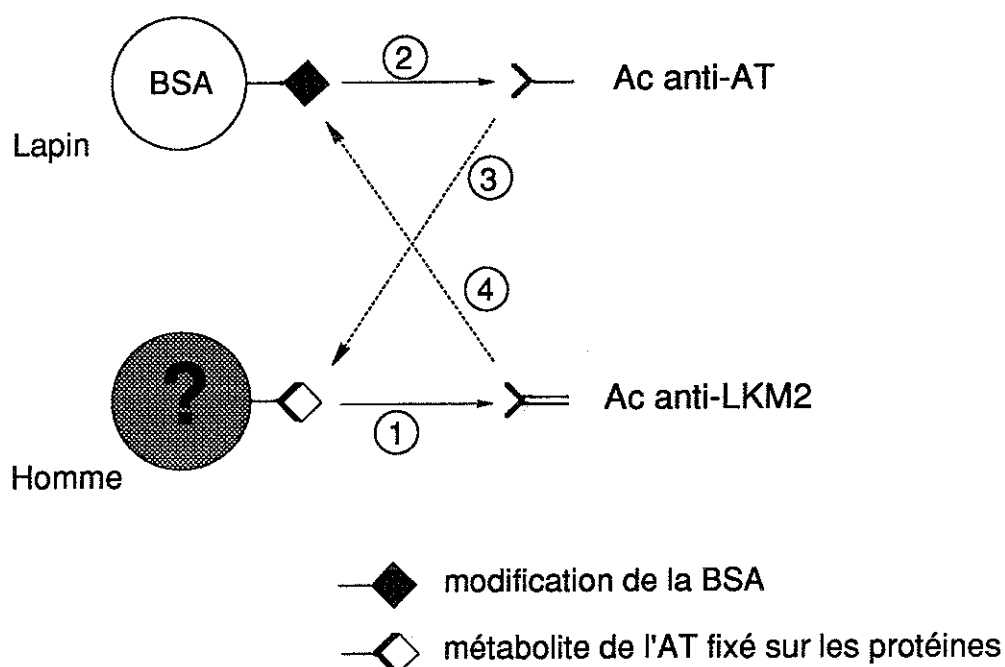 BSA
②
Ac anti-AT
Lapin
③
④
?
①
Ac anti-LKM2
Homme
modification de la BSA
métabolite de l'AT fixé sur les protéines